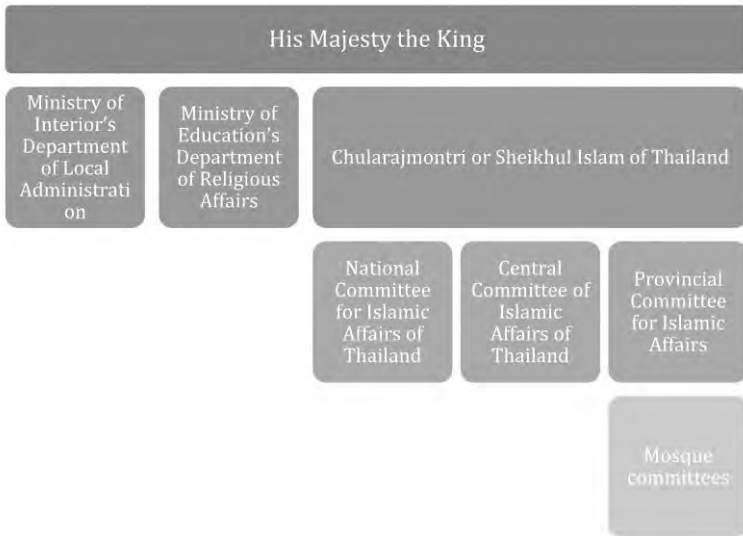 His Majesty the King
Ministry of
Interior's
Department
of Local
Administrati
on
Ministry of
Education's
Department
of Religious
Affairs
Chularajmontri or Sheikhul Islam of Thailand
National
Committee
for Islamic
Affairs of
Thailand
Central
Committee of
Islamic
Affairs of
Thailand
Provincial
Committee
for Islamic
Affairs
Mosque
committees